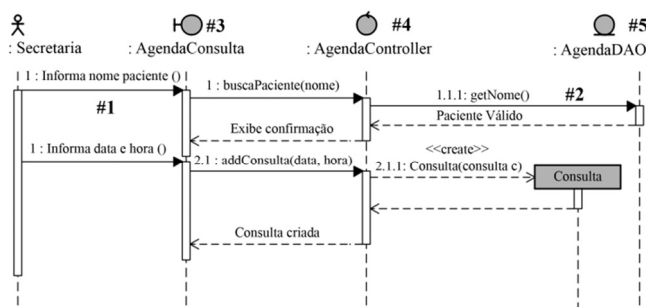 #3
#4
#5
: Secretaria
: AgendaConsulta
: AgendaController
: AgendaDAO
1 : Informa nome paciente ()
1: buscaPaciente(nome)
#1
1.1.1: getNome()
#2
Paciente Válido
Exibe confirmação
<<create>>
1 : Informa data e hora ()
2.1: addConsulta(data, hora)
2.1.1: Consulta(consulta c)
Consulta
Consulta criada